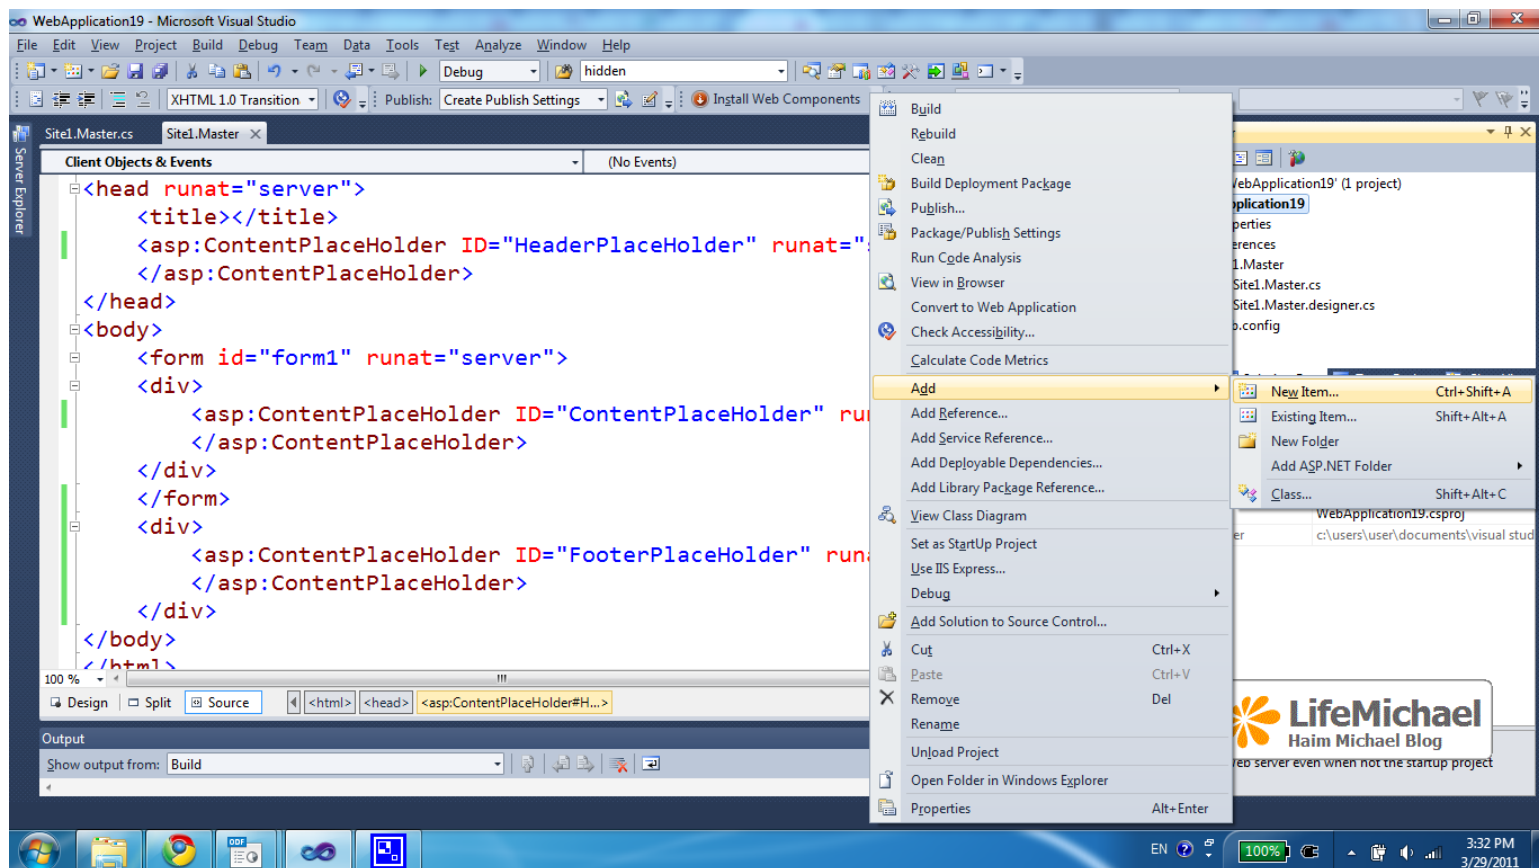 WebApplication19 - Microsoft Visual Studio
File Edit View Project Build Debug Team Data Tools Test Analyze Window Help
Debug hidden
XHTML 1.0 Transition Publish: Create Publish Settings Install Web Components
Server Explorer
Site1.Master.cs Site1.Master
Client Objects & Events (No Events)
<head runat="server">
<title></title>
<asp:ContentPlaceHolder ID="HeaderPlaceHolder" runat="
</asp:ContentPlaceHolder>
</head>
<body>
<form id="form1" runat="server">
<div>
<asp:ContentPlaceHolder ID="ContentPlaceHolder" ru
</asp:ContentPlaceHolder>
</div>
</form>
<div>
<asp:ContentPlaceHolder ID="FooterPlaceHolder" run
</asp:ContentPlaceHolder>
</div>
</body>
</html>
100 %
Design Split Source <html> <head> <asp:ContentPlaceHolder#H...>
Output
Show output from: Build
Build
Rebuild
Clean
Build Deployment Package
Publish...
Package/Publish Settings
Run Code Analysis
View in Browser
Convert to Web Application
Check Accessibility...
Calculate Code Metrics
Add
Add Reference...
Add Service Reference...
Add Deployable Dependencies...
Add Library Package Reference...
View Class Diagram
Set as StartUp Project
Use IIS Express...
Debug
Add Solution to Source Control...
Cut Ctrl+X
Paste Ctrl+V
Remove Del
Rename
Unload Project
Open Folder in Windows Explorer
Properties Alt+Enter
New Item... Ctrl+Shift+A
Existing Item... Shift+Alt+A
New Folder
Add ASP.NET Folder
Class... Shift+Alt+C
WebApplication19' (1 project)
plication19
perties
erences
1.Master
Site1.Master.cs
Site1.Master.designer.cs
b.config
WebApplication19.csproj
er c:\users\user\documents\visual stud
LifeMichael
Haim Michael Blog
web server even when not the startup project
ODF
EN 100% 3:32 PM
3/29/2011